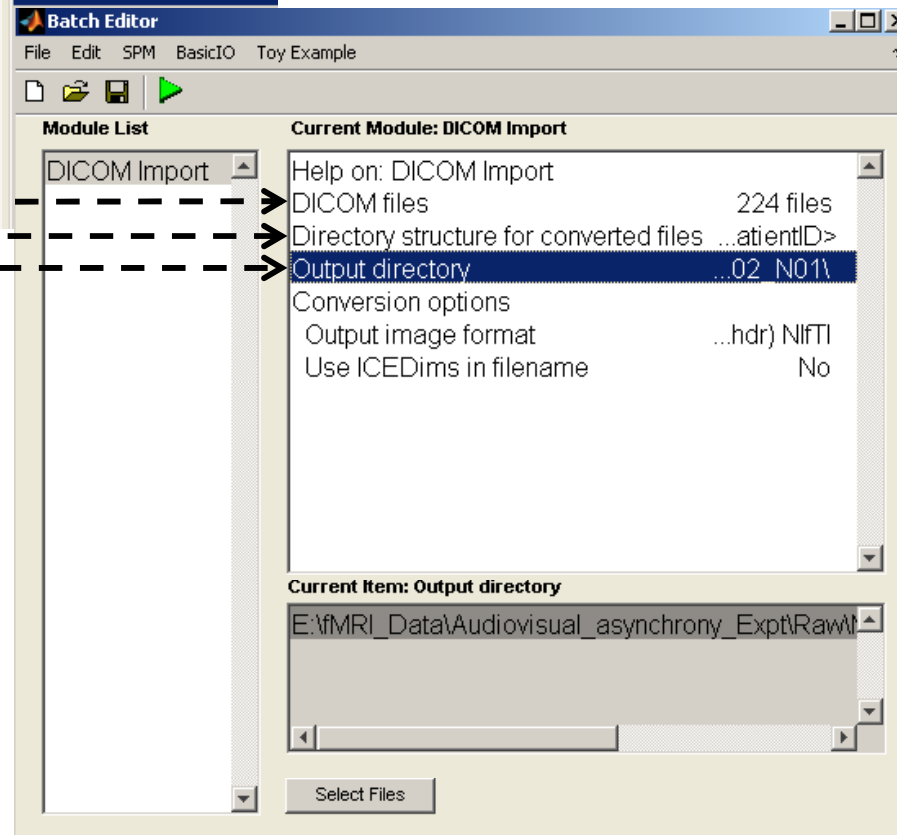 Batch Editor
File Edit SPM BasicIO Toy Example
Module List
Current Module: DICOM Import
DICOM Import
Help on: DICOM Import
DICOM files 224 files
Directory structure for converted files ...atientID>
Output directory ...02_N01\
Conversion options
Output image format ...hdr) NIfTI
Use ICEDims in filename No
Current Item: Output directory
E:\fMRI_Data\Audiovisual_asynchrony_Expt\Raw\
Select Files